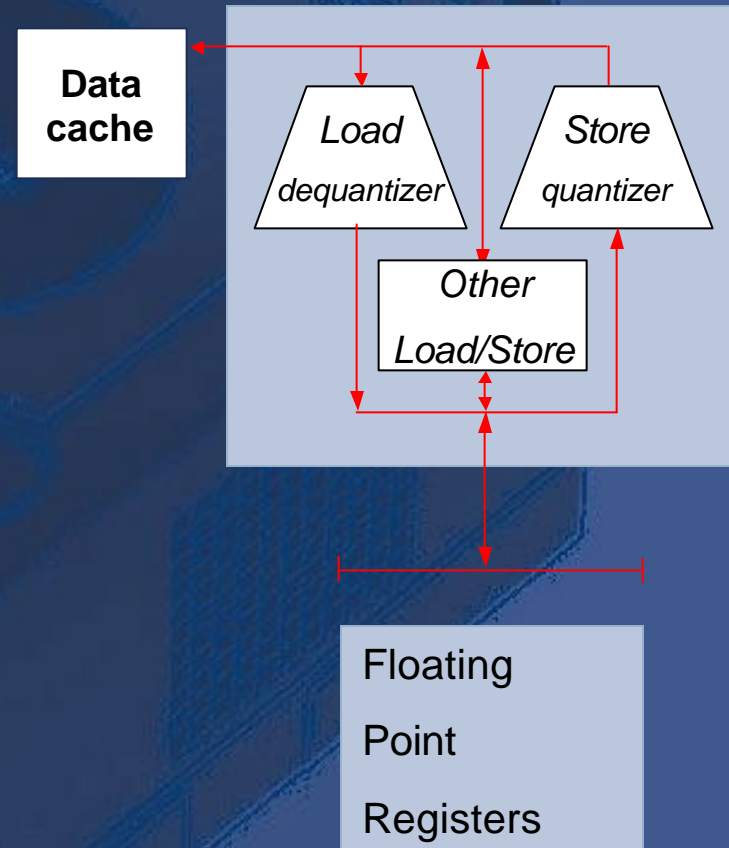 Data
cache
Load
dequantizer
Store
quantizer
Other
Load/Store
Floating
Point
Registers